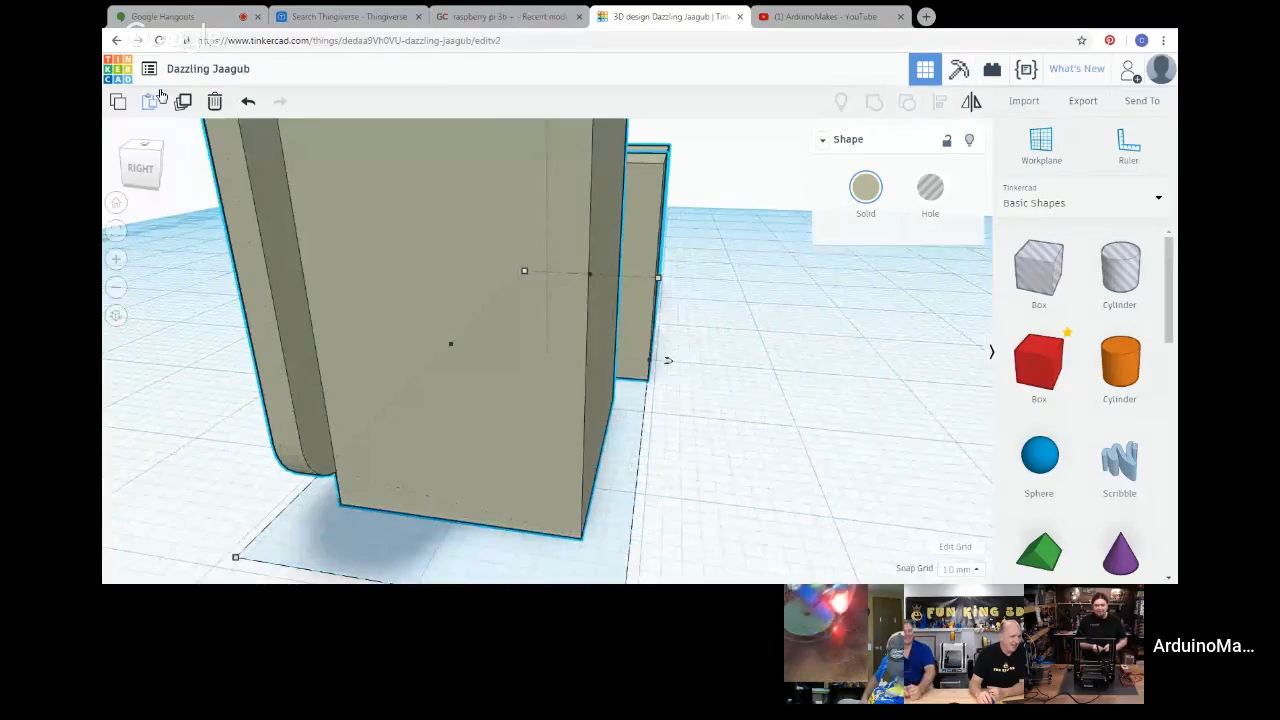 Google Hangouts
Search Thingiverse - Thingiverse
GC raspberry pi 3b + - Recent mod
3D design Dazzling Jaagub | Tin
(1) ArduinoMakes - YouTube
https://www.tinkercad.com/things/dedaa9Vh0VU-dazzling-jaagub/editv2
TIN
KER
CAD
Dazzling Jaagub
What's New
Import
Export
Send To
RIGHT
Shape
Solid
Hole
Workplane
Ruler
Tinkercad
Basic Shapes
Box
Cylinder
Box
Cylinder
Sphere
Scribble
Edit Grid
Snap Grid
1.0 mm
FUN KING 3D
ArduinoMa...